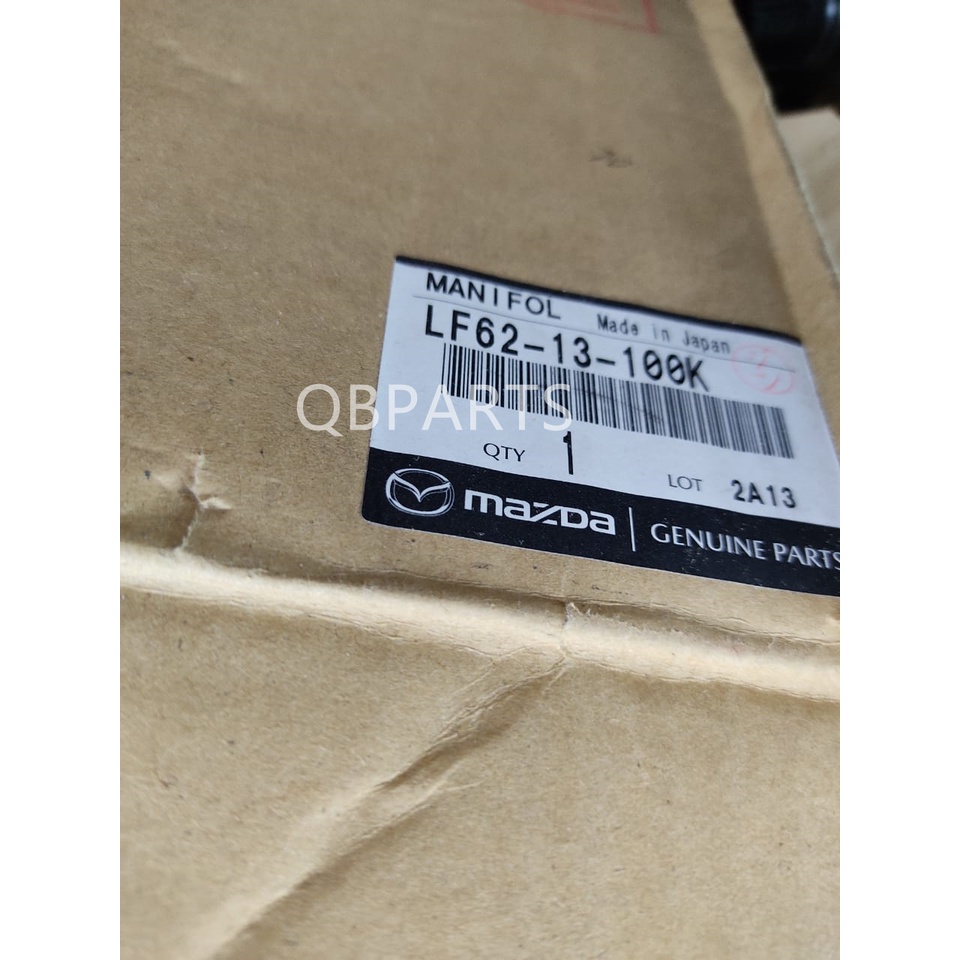 MANIFOL
Made in Japan
LF62-13-100K
QBPARTS
QTY 1
LOT 2A13
mazda | GENUINE PARTS